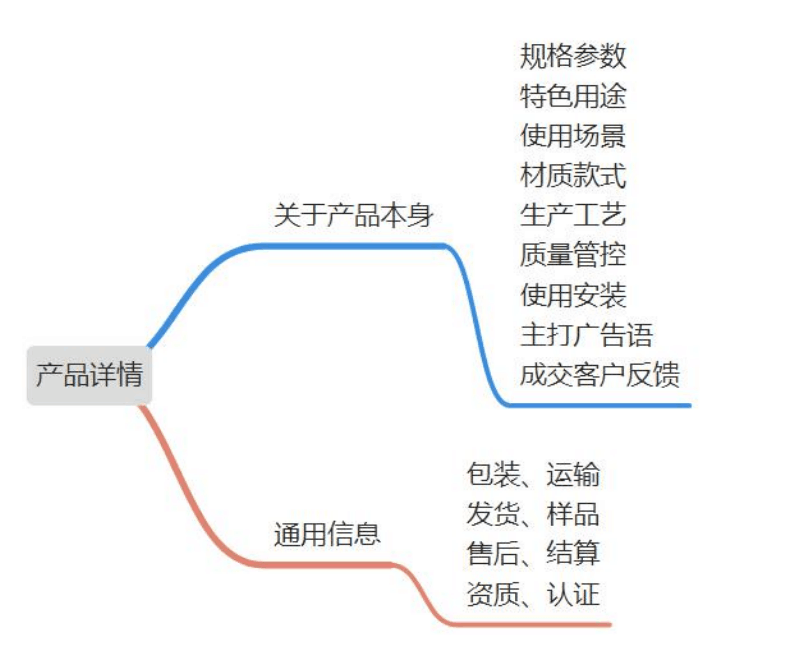 产品详情
关于产品本身
规格参数
特色用途
使用场景
材质款式
生产工艺
质量管控
使用安装
主打广告语
成交客户反馈
通用信息
包装、运输
发货、样品
售后、结算
资质、认证